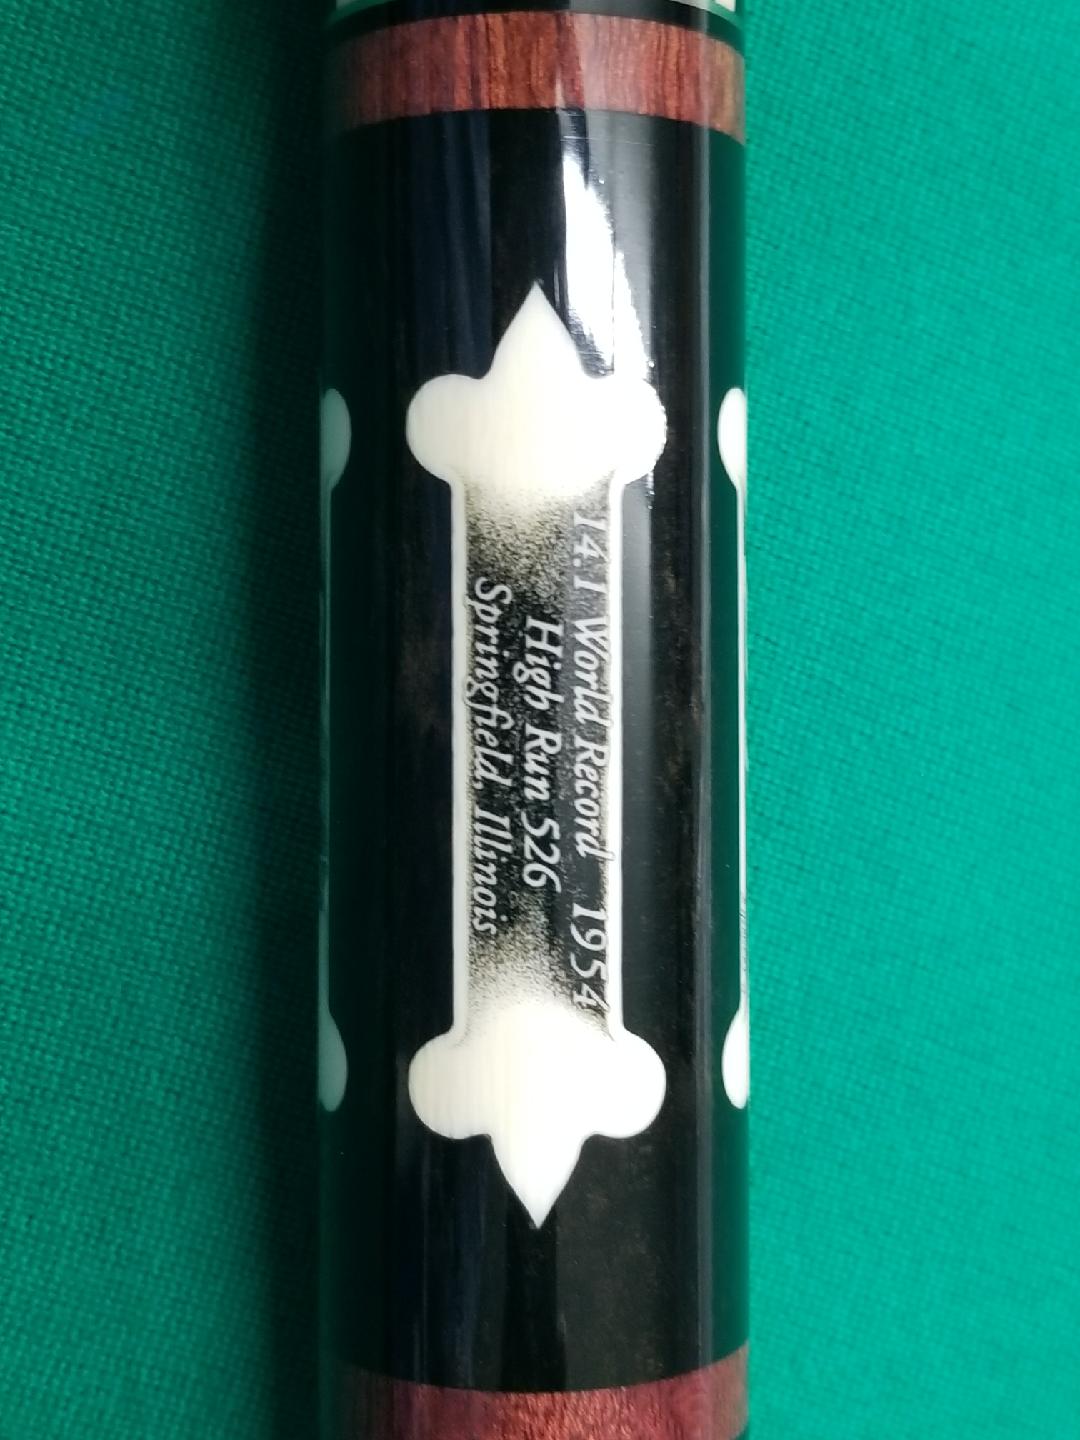 14.1 World Record 1954
High Run 526
Springfield, Illinois